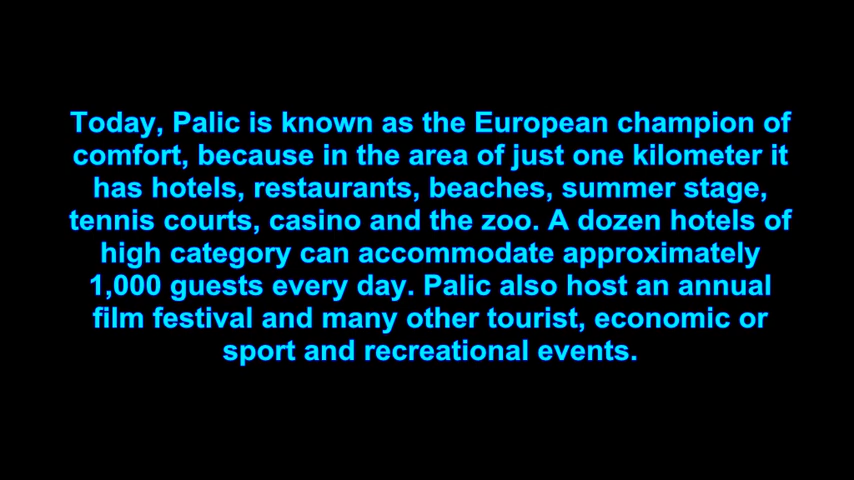 Today, Palic is known as the European champion of
comfort, because in the area of just one kilometer it
has hotels, restaurants, beaches, summer stage,
tennis courts, casino and the zoo. A dozen hotels of
high category can accommodate approximately
1,000 guests every day. Palic also host an annual
film festival and many other tourist, economic or
sport and recreational events.